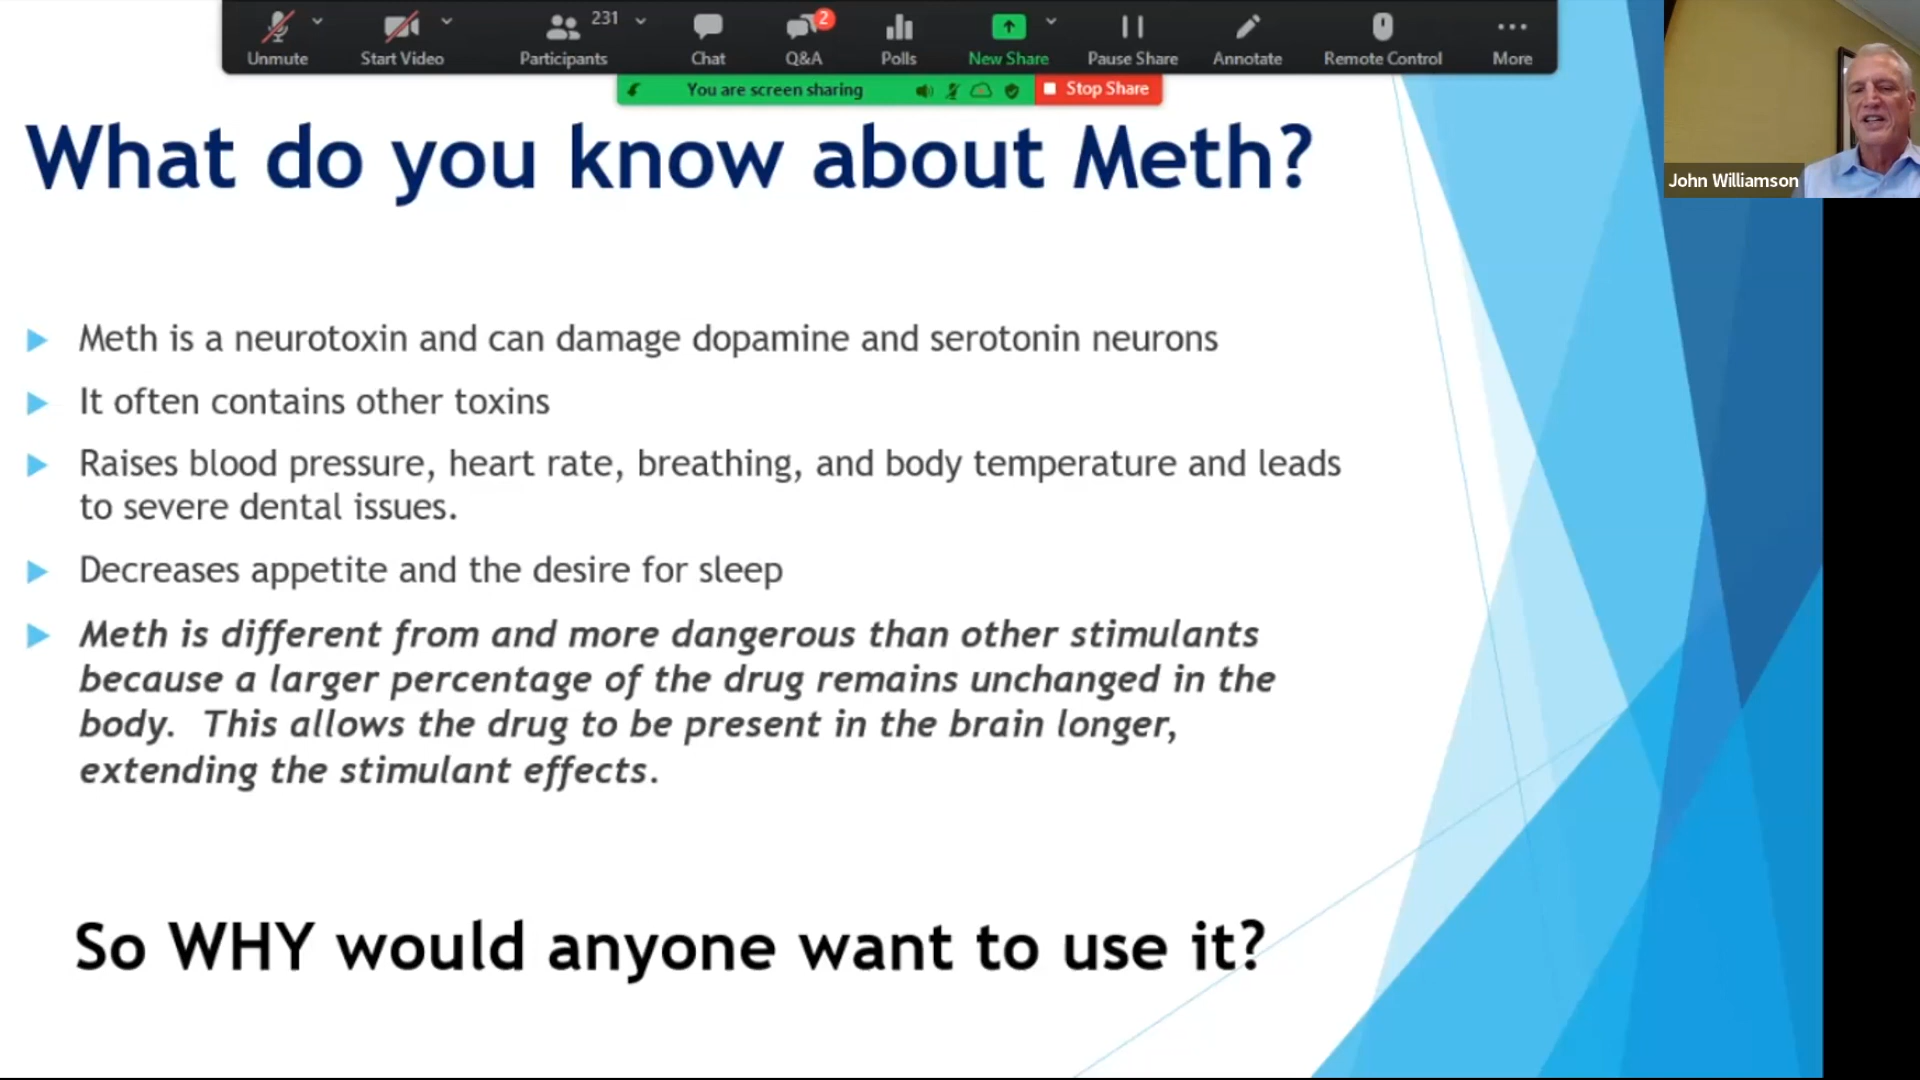 231
2
Unmute
Start Video
Participants
Chat
Q&A
Polls
New Share
Pause Share
Annotate
Remote Control
More
You are screen sharing
Stop Share
John Williamson
What do you know about Meth?
Meth is a neurotoxin and can damage dopamine and serotonin neurons
It often contains other toxins
Raises blood pressure, heart rate, breathing, and body temperature and leads
to severe dental issues.
Decreases appetite and the desire for sleep
Meth is different from and more dangerous than other stimulants
because a larger percentage of the drug remains unchanged in the
body.  This allows the drug to be present in the brain longer,
extending the stimulant effects.
So WHY would anyone want to use it?